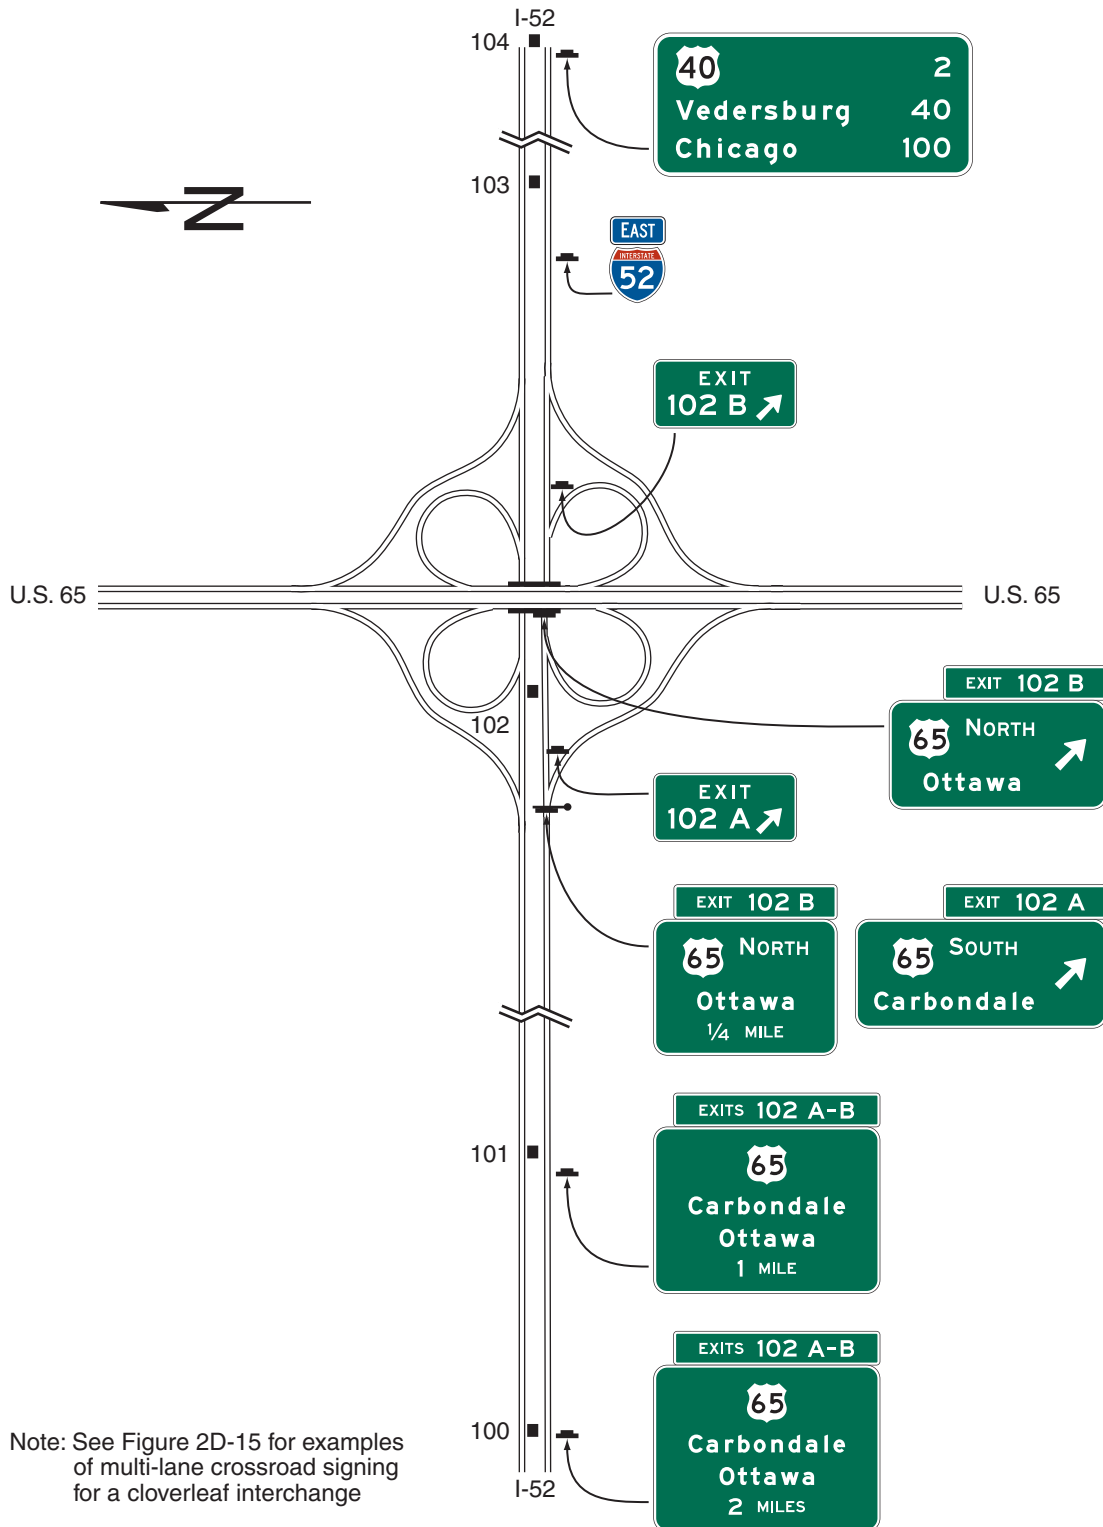 I-52
104
40 2
Vedersburg 40
Chicago 100
103
N
EAST
INTERSTATE
52
EXIT
102 B
U.S. 65
U.S. 65
EXIT 102 B
65 NORTH
Ottawa
102
EXIT
102 A
EXIT 102 B
65 NORTH
Ottawa
1/4 MILE
EXIT 102 A
65 SOUTH
Carbondale
101
EXITS 102 A-B
65
Carbondale
Ottawa
1 MILE
EXITS 102 A-B
65
Carbondale
Ottawa
2 MILES
100
I-52
Note: See Figure 2D-15 for examples
of multi-lane crossroad signing
for a cloverleaf interchange